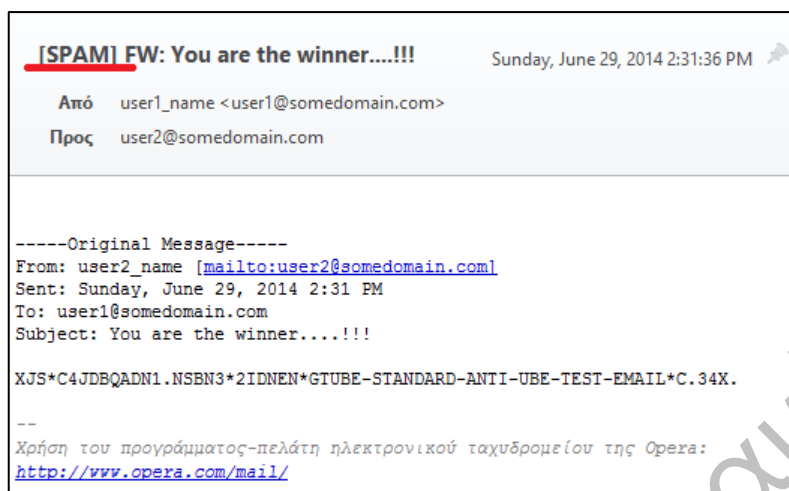 [SPAM] FW: You are the winner....!!!
Sunday, June 29, 2014 2:31:36 PM
Από user1_name <user1@somedomain.com>
Προς user2@somedomain.com
-----Original Message-----
From: user2_name [mailto:user2@somedomain.com]
Sent: Sunday, June 29, 2014 2:31 PM
To: user1@somedomain.com
Subject: You are the winner....!!!
XJS*C4JDBQADN1.NSBN3*2IDNEN*GTUBE-STANDARD-ANTI-UBE-TEST-EMAIL*C.34X.
--
Χρήση του προγράμματος-πελάτη ηλεκτρονικού ταχυδρομείου της Opera:
http://www.opera.com/mail/